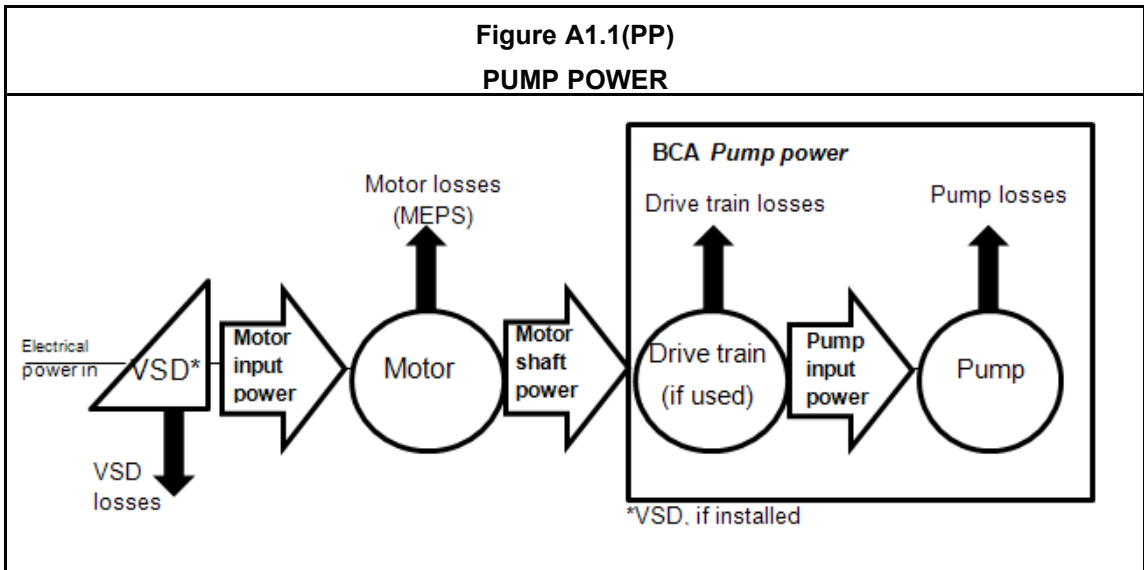 Figure A1.1(PP)
PUMP POWER
BCA Pump power
Motor losses
(MEPS)
Drive train losses
Pump losses
Electrical
power in
VSD*
Motor
input
power
Motor
Motor
shaft
power
Drive train
(if used)
Pump
input
power
Pump
VSD
losses
*VSD, if installed